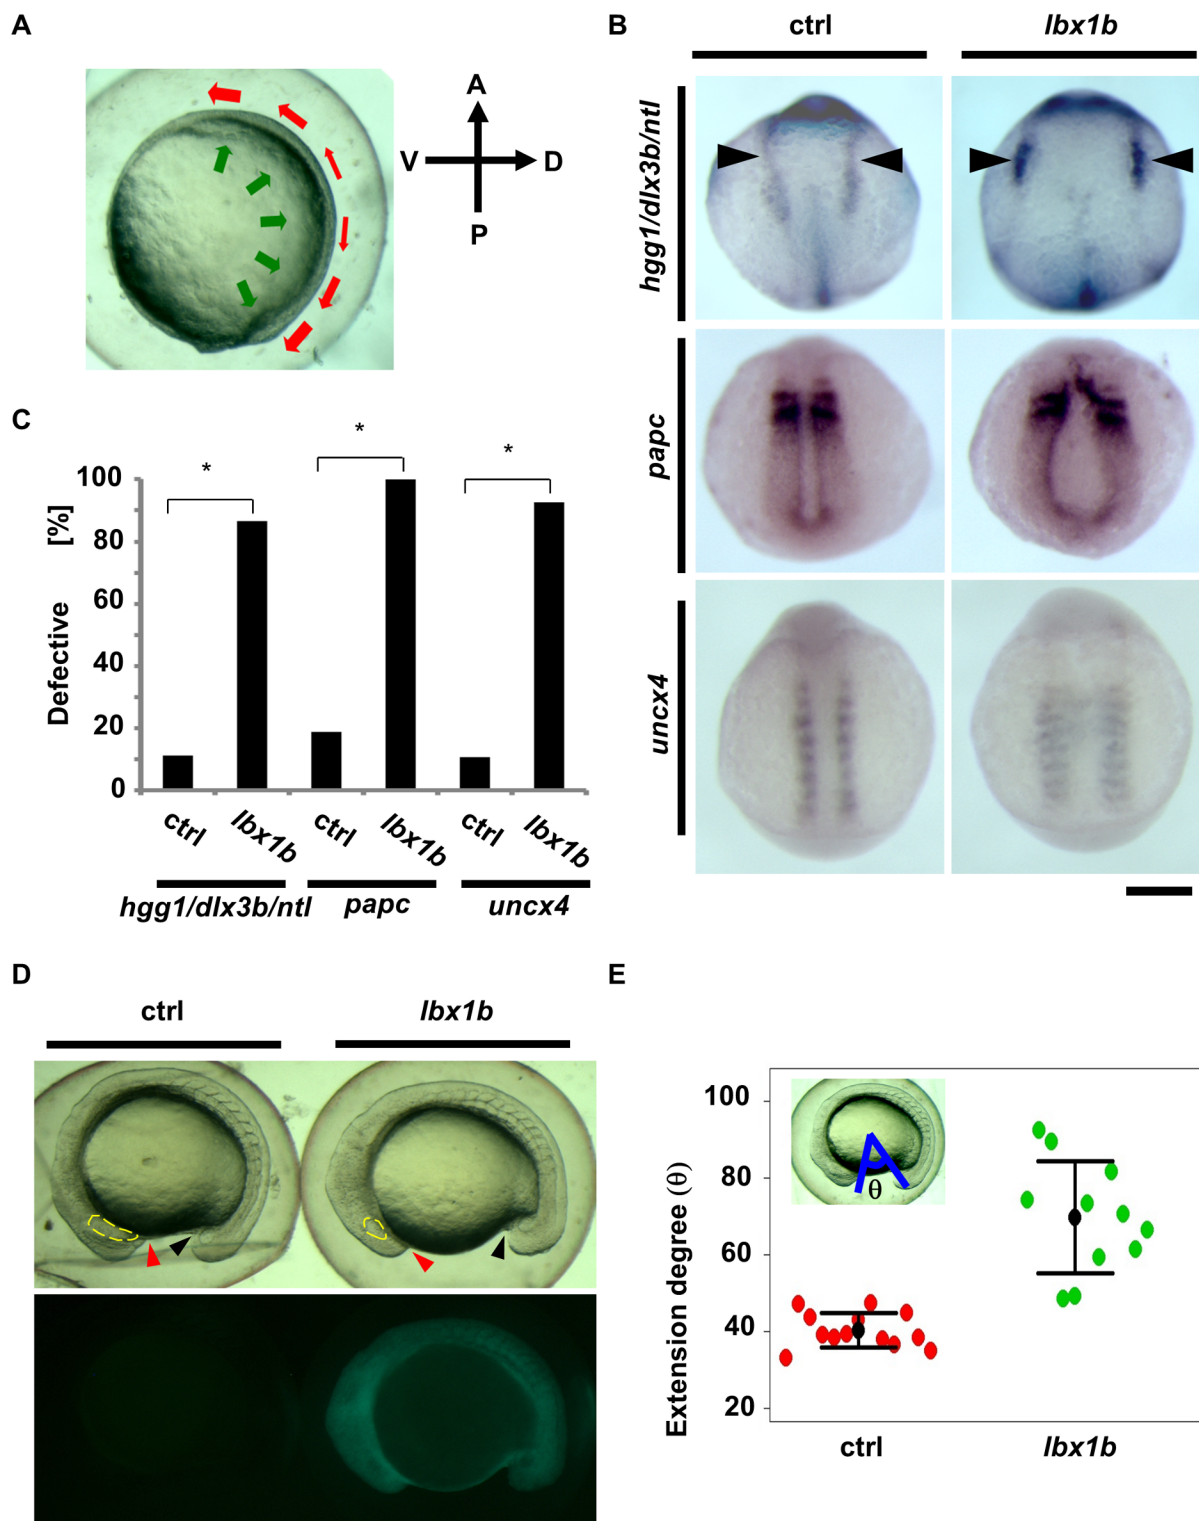 A
A
V
D
P
B
ctrl
lbx1b
hgg1/dlx3b/ntl
papc
uncx4
C
Defective [%]
100
80
60
40
20
0
*
*
*
ctrl
lbx1b
ctrl
lbx1b
ctrl
lbx1b
hgg1/dlx3b/ntl
papc
uncx4
D
ctrl
lbx1b
E
Extension degree (θ)
100
80
60
40
20
θ
ctrl
lbx1b